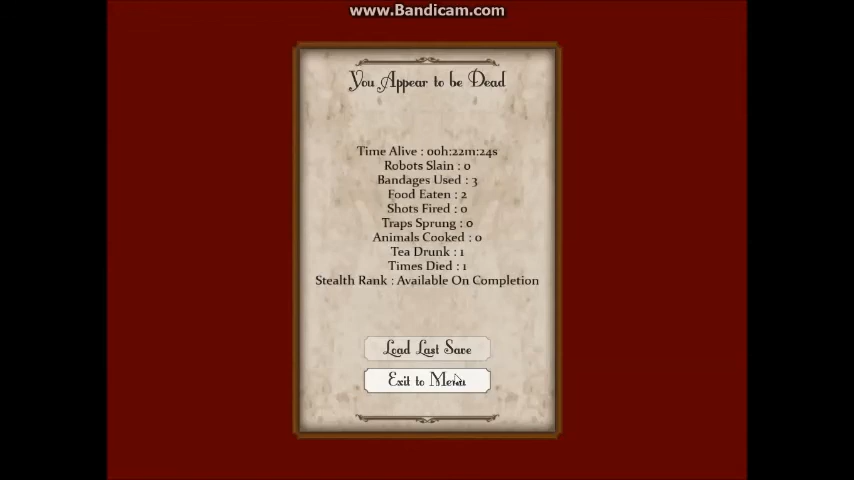 www.Bandicam.com
You Appear to be Dead
Time Alive : 00h:22m:24s
Robots Slain : 0
Bandages Used : 3
Food Eaten : 2
Shots Fired : 0
Traps Sprung : 0
Animals Cooked : 0
Tea Drunk : 1
Times Died : 1
Stealth Rank : Available On Completion
Load Last Save
Exit to Menu